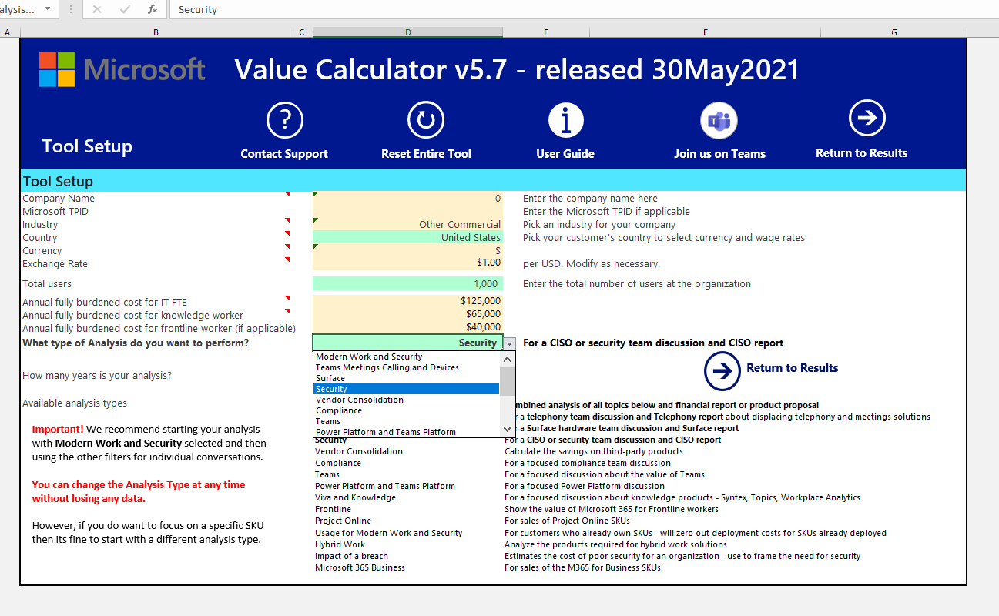 alysis...
fx
Security
A B C D E F G
Microsoft
Value Calculator v5.7 - released 30May2021
?
i
T
Tool Setup
Contact Support
Reset Entire Tool
User Guide
Join us on Teams
Return to Results
Tool Setup
Company Name 0 Enter the company name here
Microsoft TPID Enter the Microsoft TPID if applicable
Industry Other Commercial Pick an industry for your company
Country United States Pick your customer's country to select currency and wage rates
Currency $
Exchange Rate $1.00 per USD. Modify as necessary.
Total users 1,000 Enter the total number of users at the organization
Annual fully burdened cost for IT FTE $125,000
Annual fully burdened cost for knowledge worker $65,000
Annual fully burdened cost for frontline worker (if applicable) $40,000
What type of Analysis do you want to perform? Security For a CISO or security team discussion and CISO report
Modern Work and Security
Teams Meetings Calling and Devices
Surface
Security
Vendor Consolidation
Compliance
Teams
Power Platform and Teams Platform
Return to Results
How many years is your analysis?
Available analysis types
mbined analysis of all topics below and financial report or product proposal
r a telephony team discussion and Telephony report about displacing telephony and meetings solutions
r a Surface hardware team discussion and Surface report
Security For a CISO or security team discussion and CISO report
Vendor Consolidation Calculate the savings on third-party products
Compliance For a focused compliance team discussion
Teams For a focused discussion about the value of Teams
Power Platform and Teams Platform For a focused Power Platform discussion
Viva and Knowledge For a focused discussion about knowledge products - Syntex, Topics, Workplace Analytics
Frontline Show the value of Microsoft 365 for Frontline workers
Project Online For sales of Project Online SKUs
Usage for Modern Work and Security For customers who already own SKUs - will zero out deployment costs for SKUs already deployed
Hybrid Work Analyze the products required for hybrid work solutions
Impact of a breach Estimates the cost of poor security for an organization - use to frame the need for security
Microsoft 365 Business For sales of the M365 for Business SKUs
Important! We recommend starting your analysis
with Modern Work and Security selected and then
using the other filters for individual conversations.
You can change the Analysis Type at any time
without losing any data.
However, if you do want to focus on a specific SKU
then its fine to start with a different analysis type.